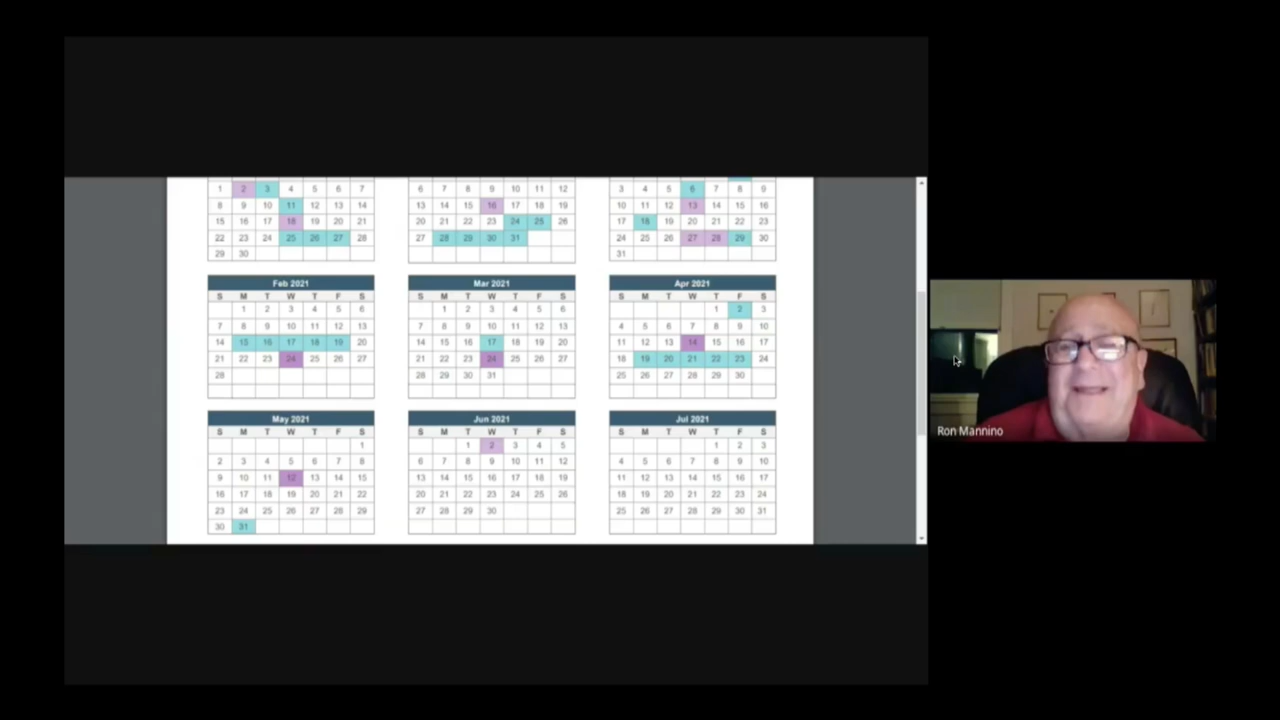 1 2 3 4 5 6 7
8 9 10 11 12 13 14
15 16 17 18 19 20 21
22 23 24 25 26 27 28
29 30
6 7 8 9 10 11 12
13 14 15 16 17 18 19
20 21 22 23 24 25 26
27 28 29 30 31
3 4 5 6 7 8 9
10 11 12 13 14 15 16
17 18 19 20 21 22 23
24 25 26 27 28 29 30
31
Feb 2021
S M T W T F S
1 2 3 4 5 6
7 8 9 10 11 12 13
14 15 16 17 18 19 20
21 22 23 24 25 26 27
28
Mar 2021
S M T W T F S
1 2 3 4 5 6
7 8 9 10 11 12 13
14 15 16 17 18 19 20
21 22 23 24 25 26 27
28 29 30 31
Apr 2021
S M T W T F S
1 2 3
4 5 6 7 8 9 10
11 12 13 14 15 16 17
18 19 20 21 22 23 24
25 26 27 28 29 30
May 2021
S M T W T F S
1
2 3 4 5 6 7 8
9 10 11 12 13 14 15
16 17 18 19 20 21 22
23 24 25 26 27 28 29
30 31
Jun 2021
S M T W T F S
1 2 3 4 5
6 7 8 9 10 11 12
13 14 15 16 17 18 19
20 21 22 23 24 25 26
27 28 29 30
Jul 2021
S M T W T F S
1 2 3
4 5 6 7 8 9 10
11 12 13 14 15 16 17
18 19 20 21 22 23 24
25 26 27 28 29 30 31
Ron Mannino